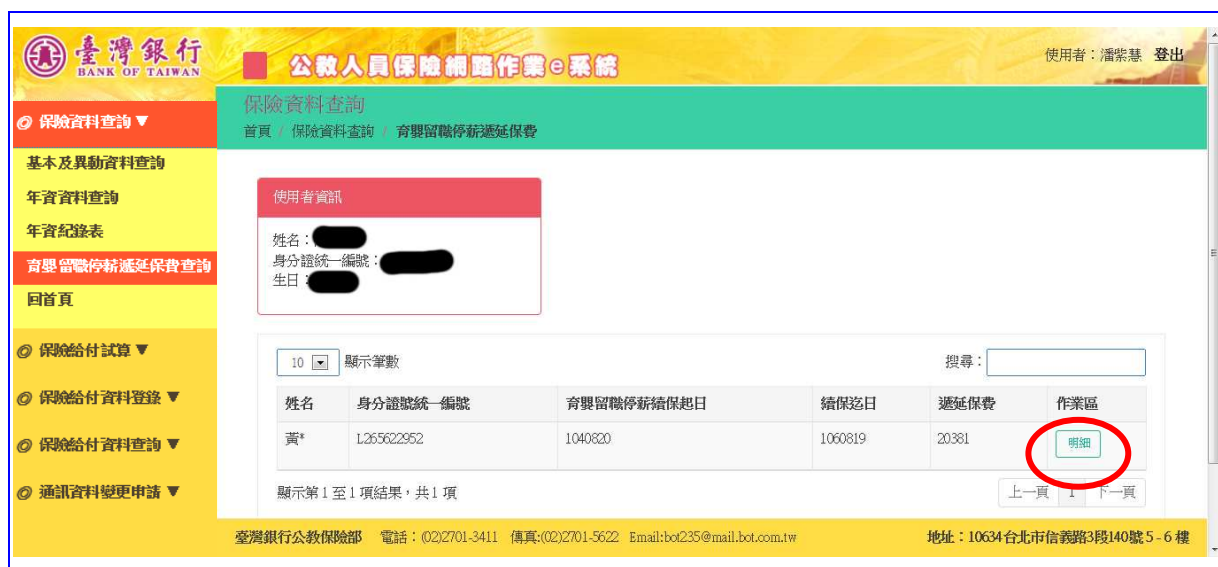 臺灣銀行
BANK OF TAIWAN
公教人員保險網路作業e系統
使用者：潘紫慧 登出
保險資料查詢▼
基本及異動資料查詢
年資資料查詢
年資紀錄表
育嬰留職停薪遞延保費查詢
回首頁
保險給付試算▼
保險給付資料登錄▼
保險給付資料查詢▼
通訊資料變更申請▼
保險資料查詢
首頁 / 保險資料查詢 / 育嬰留職停薪遞延保費
使用者資訊
姓名：
身分證統一編號：
生日：
10 顯示筆數 搜尋：
姓名 身分證號統一編號 育嬰留職停薪續保起日 續保迄日 遞延保費 作業區
黃* L265622952 1040820 1060819 20381 明細
顯示第 1 至 1 項結果，共 1 項 上一頁 1 下一頁
臺灣銀行公教保險部 電話：(02)2701-3411 傳真:(02)2701-5622 Email:bot235@mail.bot.com.tw 地址：10634台北市信義路3段140號 5 - 6 樓